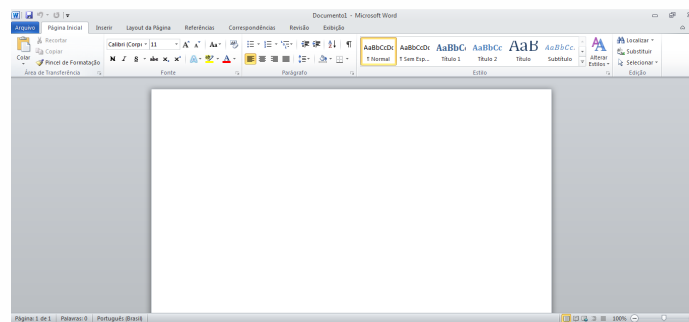 Documento1 - Microsoft Word
Arquivo Página Inicial Inserir Layout da Página Referências Correspondências Revisão Exibição
Colar
Recortar
Copiar
Pincel de Formatação
Área de Transferência
Calibri (Corpo 11
N I S abc x, x² A
Aa
Fonte
Parágrafo
AaBbCcDc AaBbCcDc AaBbC AaBbCc AaB AaBbCc.
¶ Normal ¶ Sem Esp... Título 1 Título 2 Título Subtítulo
Alterar
Estilos
Estilo
Localizar
Substituir
Selecionar
Edição
Página: 1 de 1 Palavras: 0 Português (Brasil) 100%